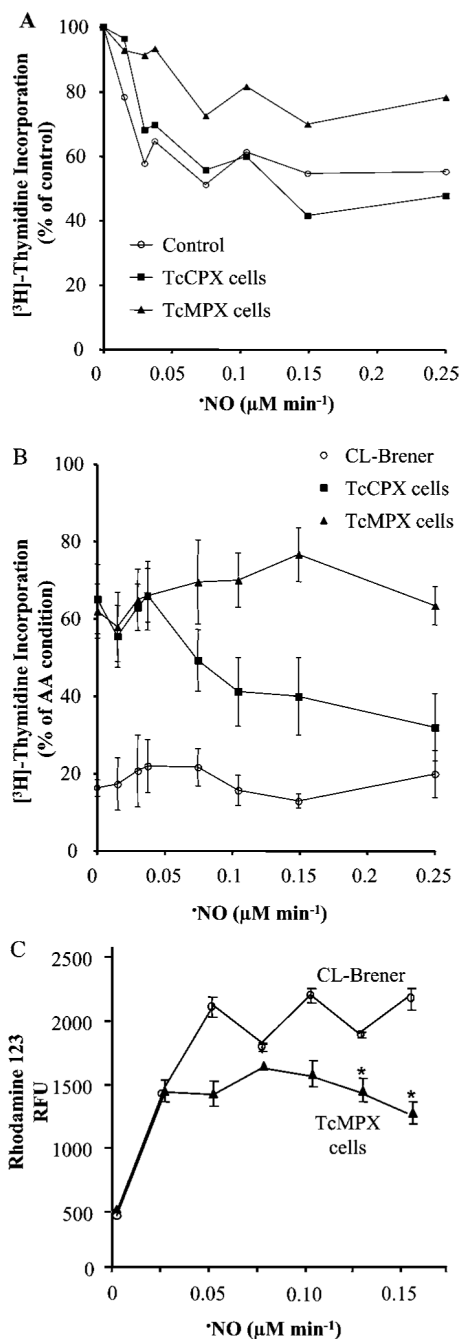 A
[³H]-Thymidine Incorporation
(% of control)
100
80
60
40
20
0
Control
TcCPX cells
TcMPX cells
0
0.05
0.1
0.15
0.2
0.25
•NO (µM min⁻¹)
B
[³H]-Thymidine Incorporation
(% of AA condition)
100
80
60
40
20
0
CL-Brener
TcCPX cells
TcMPX cells
0
0.05
0.1
0.15
0.2
0.25
•NO (µM min⁻¹)
C
Rhodamine 123
RFU
2500
2000
1500
1000
500
0
CL-Brener
*
*
TcMPX
cells
0
0.05
0.10
0.15
•NO (µM min⁻¹)